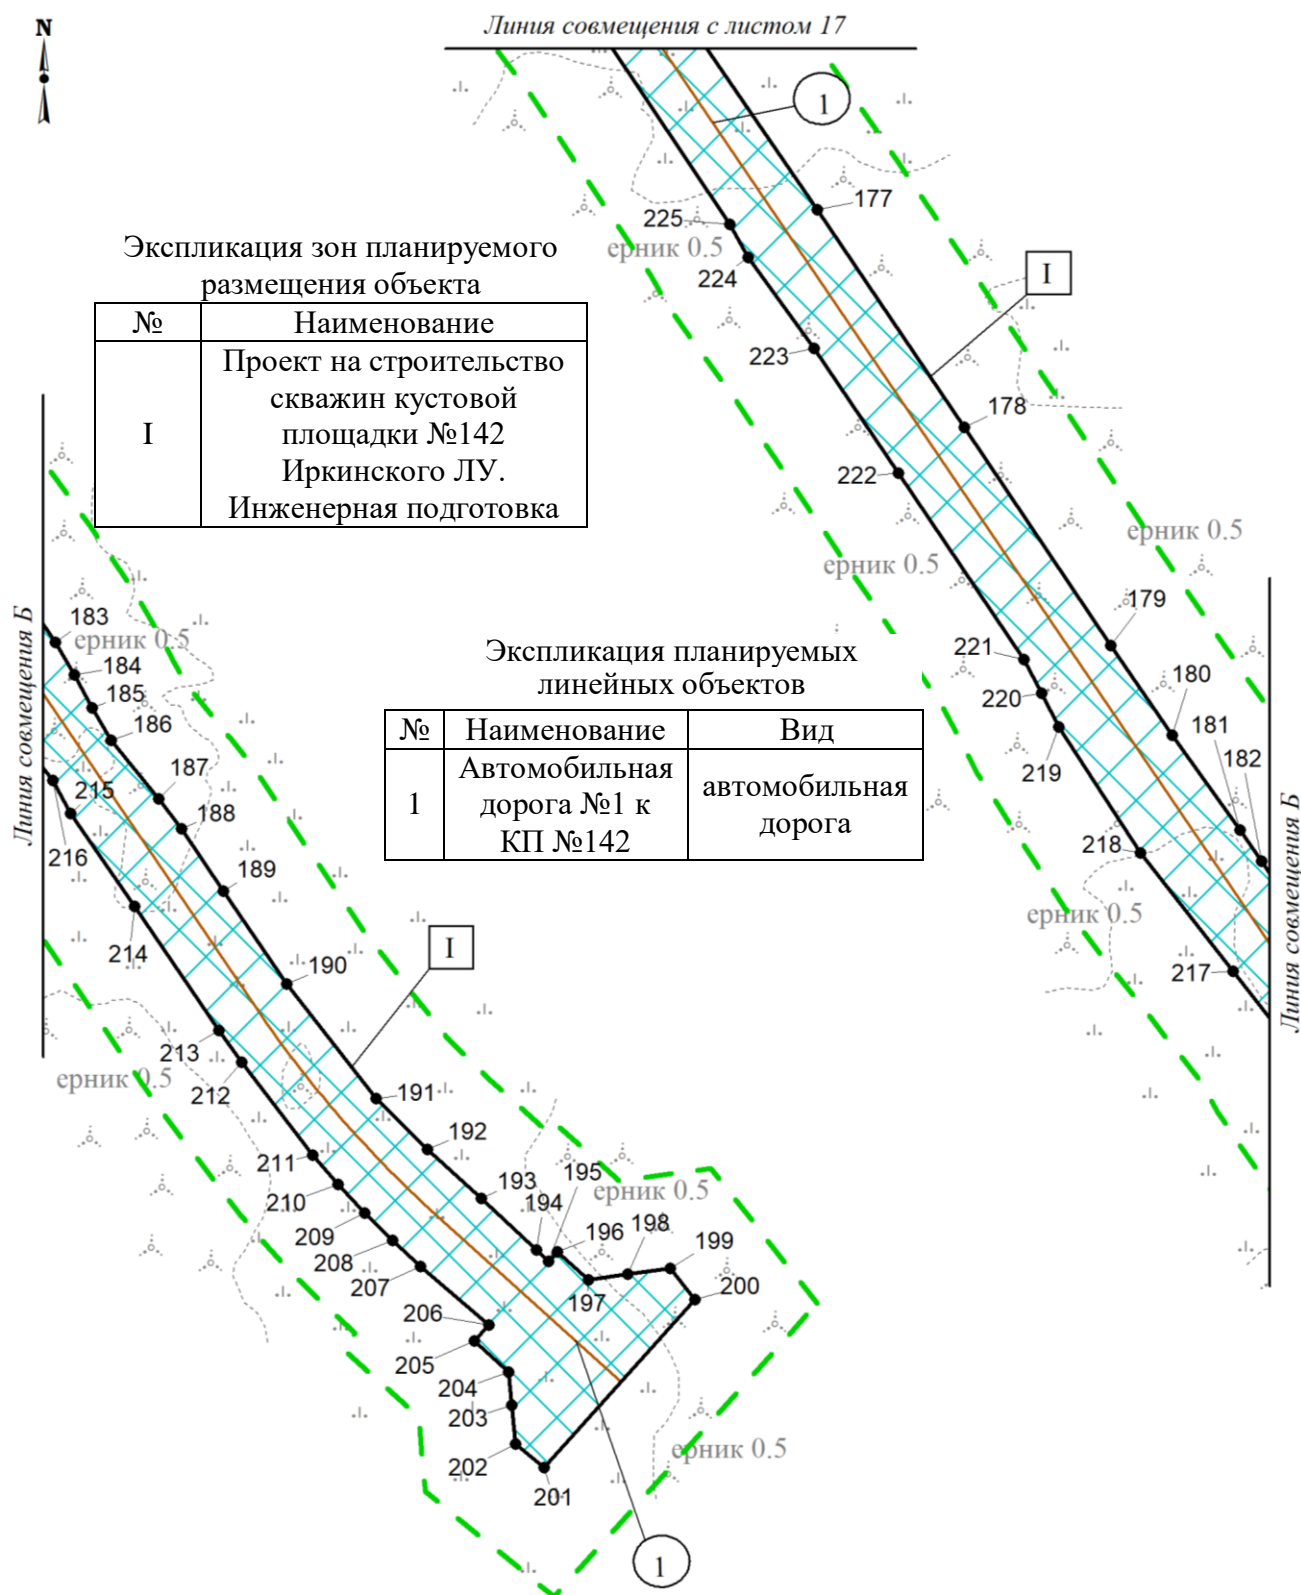 Линия совмещения с листом 17
N
1
177
225
ерник 0.5
224
I
Экспликация зон планируемого
размещения объекта
№ Наименование
I
Проект на строительство
скважин кустовой
площадки №142
Иркинского ЛУ.
Инженерная подготовка
223
178
222
ерник 0.5
ерник 0.5
179
221
220
180
181
182
219
218
ерник 0.5
217
Линия совмещения Б
Линия совмещения Б
183
ерник 0.5
184
185
186
187
215
188
216
189
214
190
I
213
ерник 0.5
212
191
192
211
193
195
ерник 0.5
210
194
196
198
199
209
208
197
200
207
206
205
204
203
202
ерник 0.5
201
1
Экспликация планируемых
линейных объектов
№ Наименование Вид
1
Автомобильная
дорога №1 к
КП №142
автомобильная
дорога